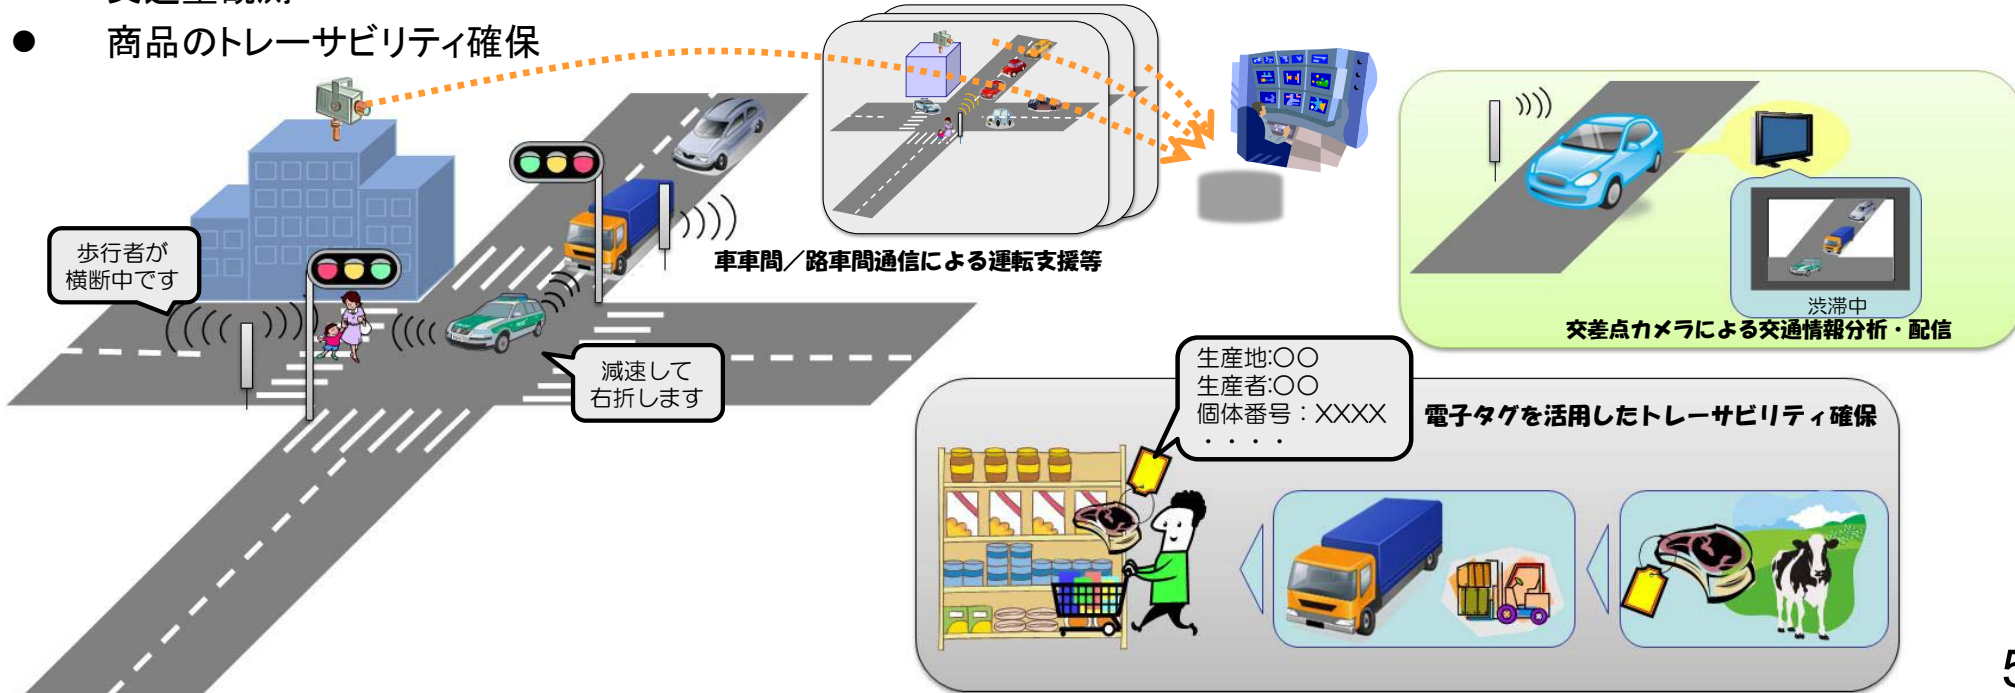 ● 商品のトレーサビリティ確保
歩行者が
横断中です
減速して
右折します
車車間／路車間通信による運転支援等
渋滞中
交差点カメラによる交通情報分析・配信
生産地:〇〇
生産者:〇〇
個体番号：XXXX
・・・・
電子タグを活用したトレーサビリティ確保
5